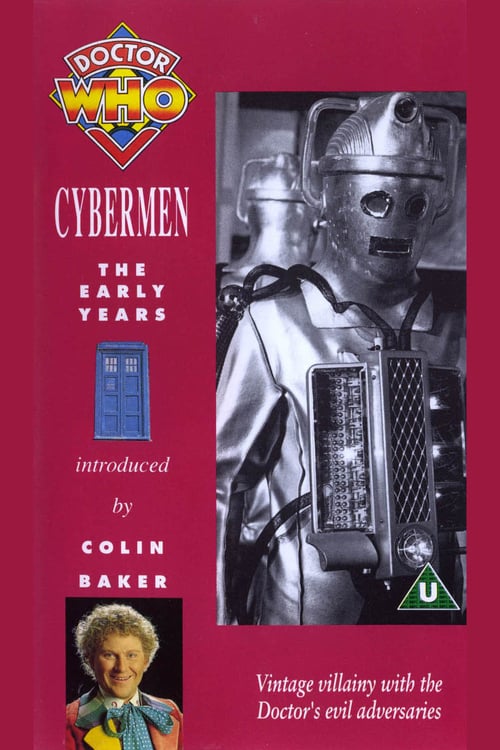 DOCTOR
WHO
CYBERMEN
THE
EARLY
YEARS
introduced
by
COLIN
BAKER
U
Vintage villainy with the
Doctor's evil adversaries